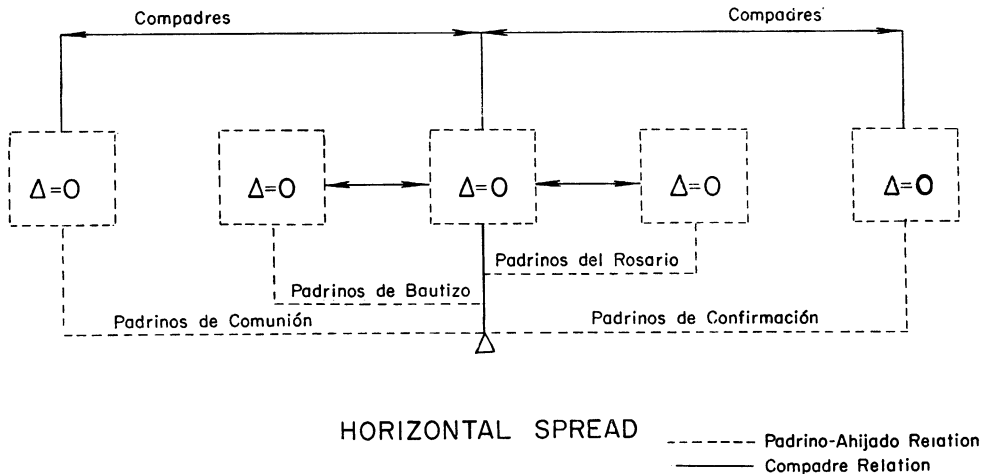 Compadres
Compadres
Δ=O
Δ=O
Δ=O
Δ=O
Δ=O
Padrinos del Rosario
Padrinos de Bautizo
Padrinos de Comunión
Padrinos de Confirmación
HORIZONTAL SPREAD
Padrino-Ahijado Relation
Compadre Relation